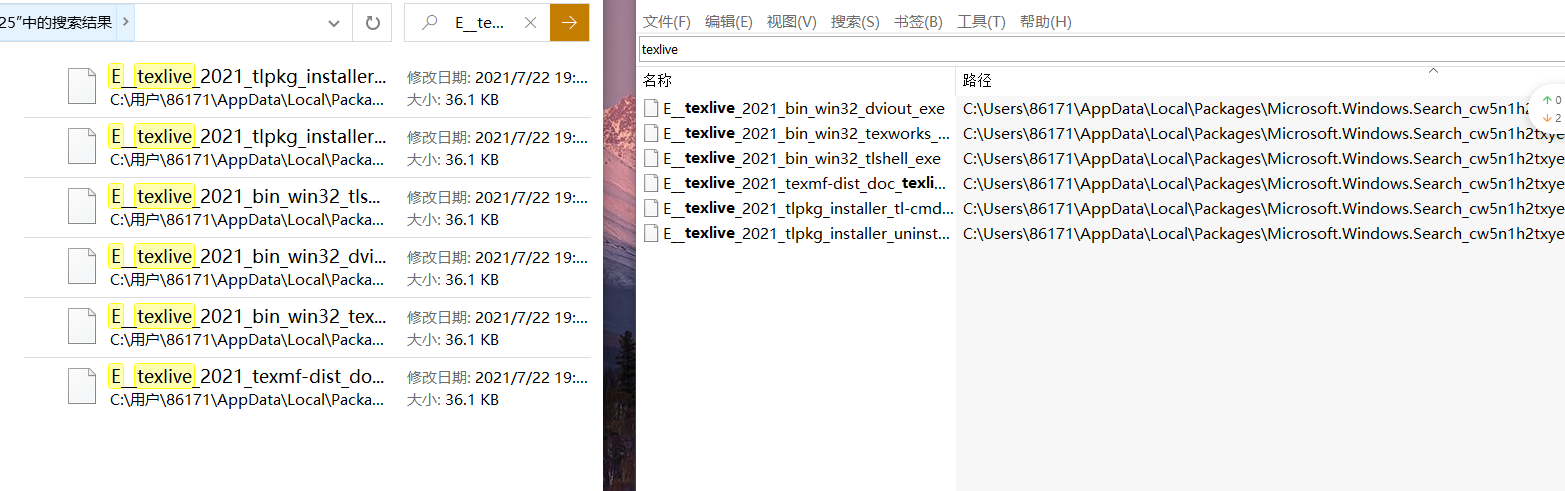 25”中的搜索结果
E__te...
E__texlive_2021_tlpkg_installer...
修改日期: 2021/7/22 19:...
C:\用户\86171\AppData\Local\Packa...
大小: 36.1 KB
E__texlive_2021_tlpkg_installer...
修改日期: 2021/7/22 19:...
C:\用户\86171\AppData\Local\Packa...
大小: 36.1 KB
E__texlive_2021_bin_win32_tls...
修改日期: 2021/7/22 19:...
C:\用户\86171\AppData\Local\Packa...
大小: 36.1 KB
E__texlive_2021_bin_win32_dvi...
修改日期: 2021/7/22 19:...
C:\用户\86171\AppData\Local\Packa...
大小: 36.1 KB
E__texlive_2021_bin_win32_tex...
修改日期: 2021/7/22 19:...
C:\用户\86171\AppData\Local\Packa...
大小: 36.1 KB
E__texlive_2021_texmf-dist_do...
修改日期: 2021/7/22 19:...
C:\用户\86171\AppData\Local\Packa...
大小: 36.1 KB
文件(F) 编辑(E) 视图(V) 搜索(S) 书签(B) 工具(T) 帮助(H)
texlive
名称 路径
E__texlive_2021_bin_win32_dviout_exe C:\Users\86171\AppData\Local\Packages\Microsoft.Windows.Search_cw5n1h2t
E__texlive_2021_bin_win32_texworks_... C:\Users\86171\AppData\Local\Packages\Microsoft.Windows.Search_cw5n1h2txye
E__texlive_2021_bin_win32_tlshell_exe C:\Users\86171\AppData\Local\Packages\Microsoft.Windows.Search_cw5n1h2txye
E__texlive_2021_texmf-dist_doc_texli... C:\Users\86171\AppData\Local\Packages\Microsoft.Windows.Search_cw5n1h2txye
E__texlive_2021_tlpkg_installer_tl-cmd... C:\Users\86171\AppData\Local\Packages\Microsoft.Windows.Search_cw5n1h2txye
E__texlive_2021_tlpkg_installer_uninst... C:\Users\86171\AppData\Local\Packages\Microsoft.Windows.Search_cw5n1h2txye
0
2